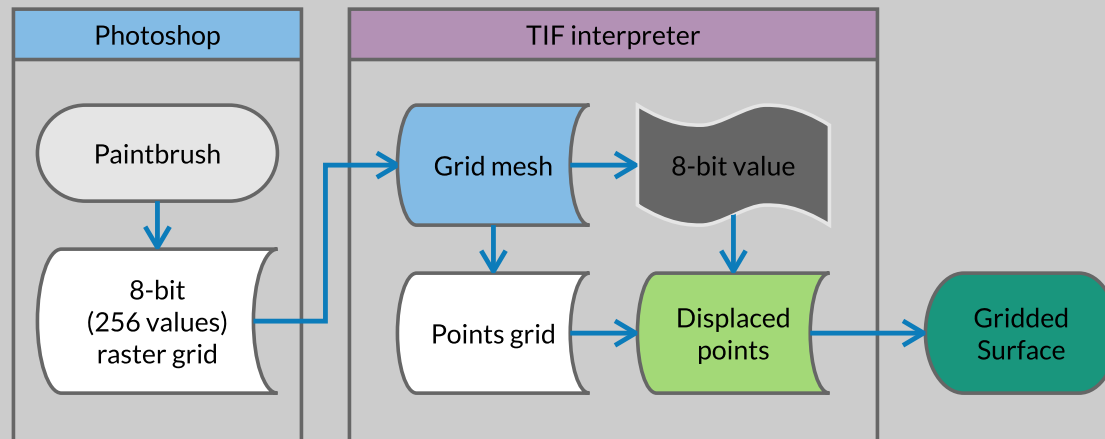 Photoshop
TIF interpreter
Paintbrush
Grid mesh
8-bit value
8-bit
(256 values)
raster grid
Points grid
Displaced
points
Gridded
Surface